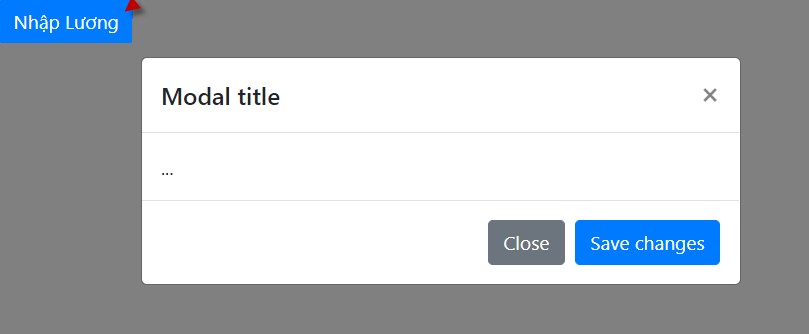 Nhập Lương
Modal title ×
...
Close Save changes